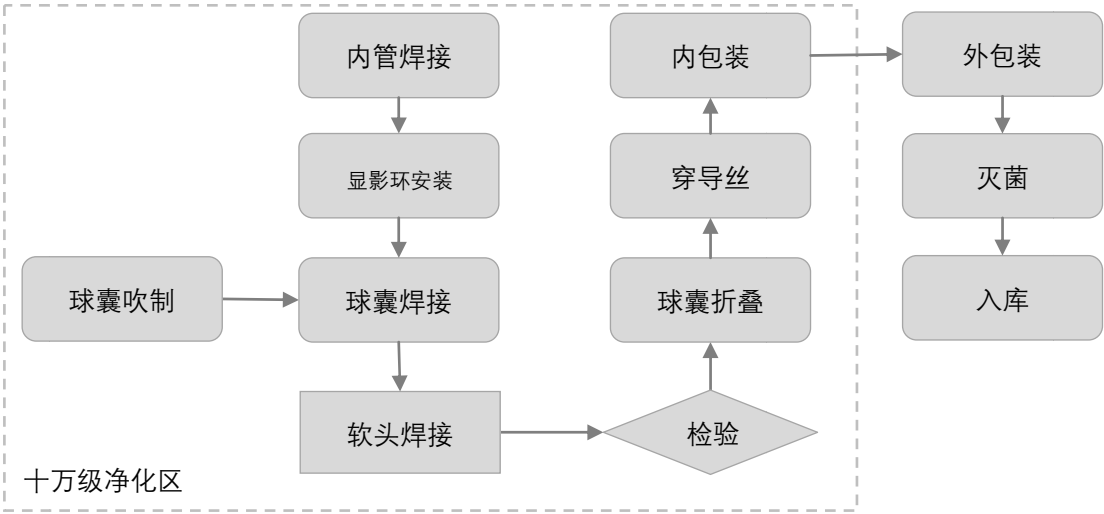 内管焊接
显影环安装
球囊吹制
球囊焊接
软头焊接
检验
球囊折叠
穿导丝
内包装
外包装
灭菌
入库
十万级净化区